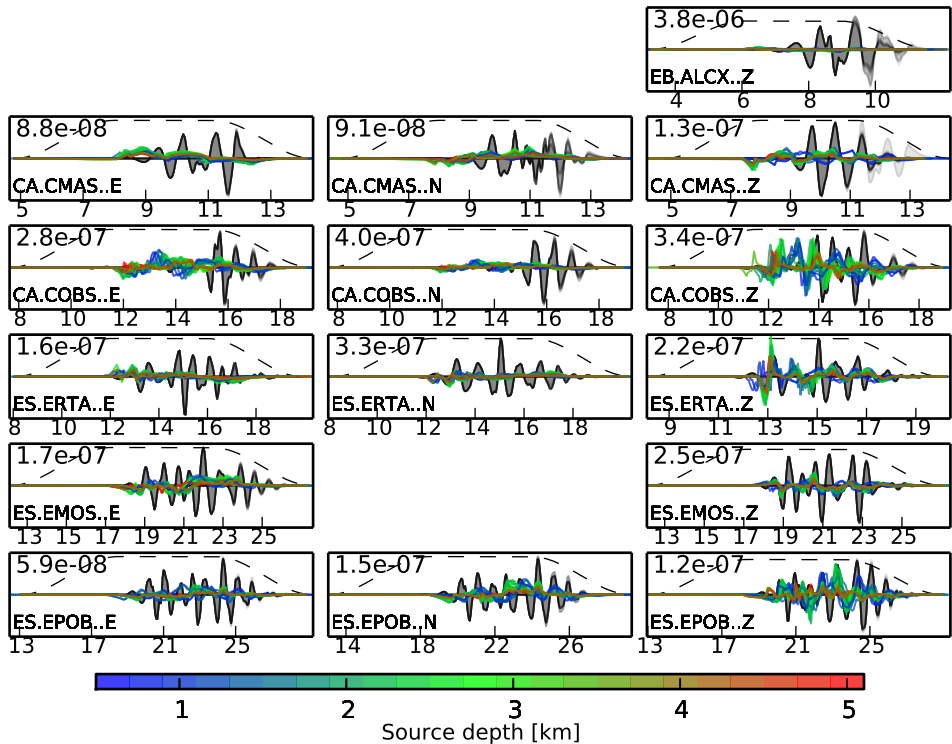 3.8e-06
EB.ALCX..Z
4 6 8 10
8.8e-08 9.1e-08 1.3e-07
CA.CMAS..E CA.CMAS..N CA.CMAS..Z
5 7 9 11 13 6 8 10 12 14 5 7 9 11 13
2.8e-07 4.0e-07 3.4e-07
CA.COBS..E CA.COBS..N CA.COBS..Z
8 10 12 14 16 18 8 10 12 14 16 18 8 10 12 14 16 18
1.6e-07 3.3e-07 2.2e-07
ES.ERTA..E ES.ERTA..N ES.ERTA..Z
8 10 12 14 16 18 8 10 12 14 16 18 9 11 13 15 17 19
1.7e-07 2.5e-07
ES.EMOS..E ES.EMOS..Z
13 15 17 19 21 23 25 13 15 17 19 21 23 25
5.9e-08 1.5e-07 1.2e-07
ES.EPOB..E ES.EPOB..N ES.EPOB..Z
13 17 21 25 14 18 22 26 13 17 21 25
1 2 3 4 5
Source depth [km]